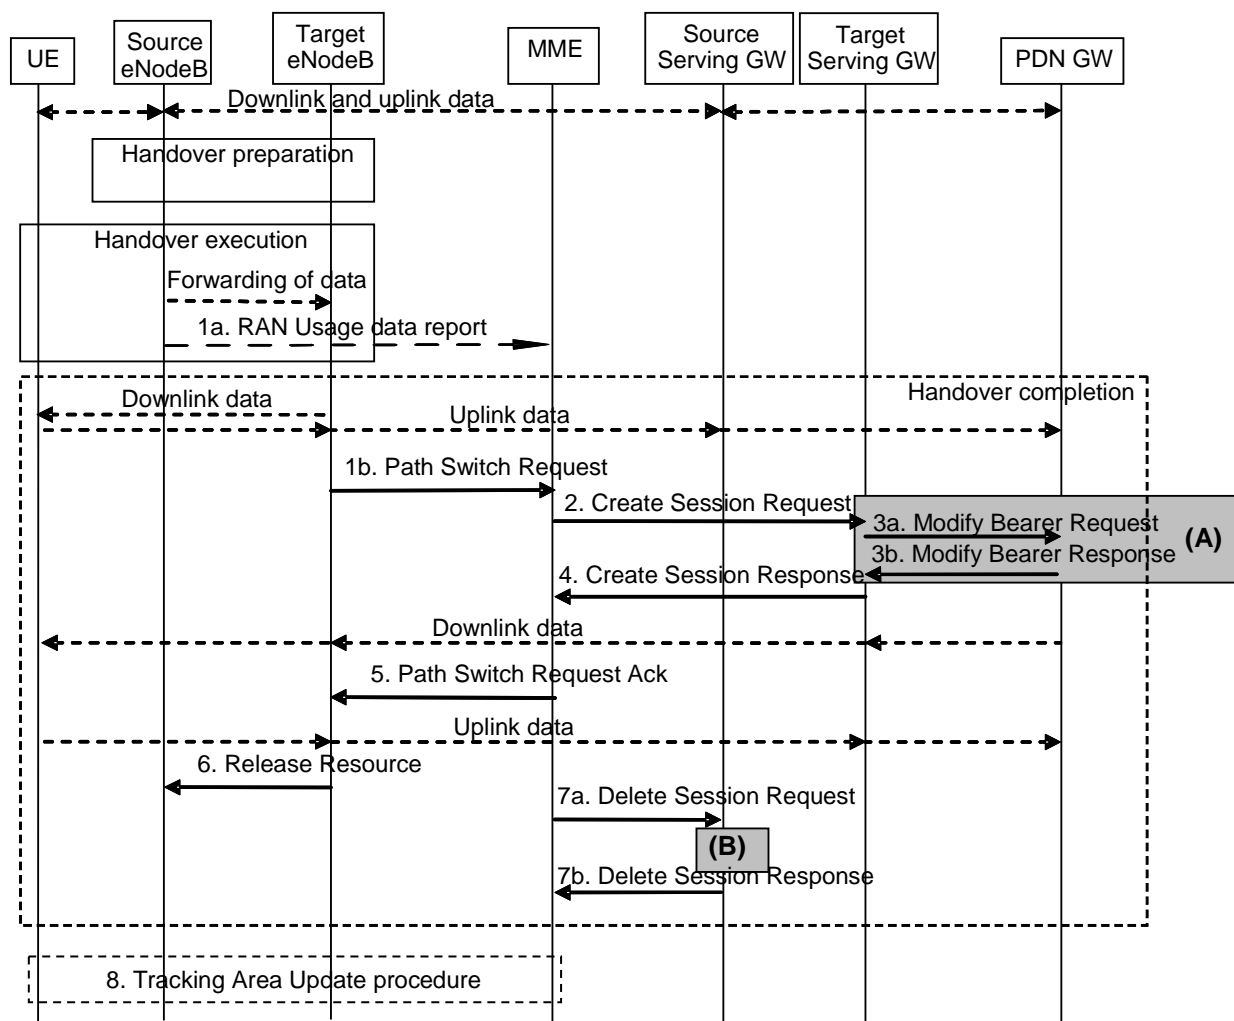 UE
Source
eNodeB
Target
eNodeB
MME
Source
Serving GW
Target
Serving GW
PDN GW
Downlink and uplink data
Handover preparation
Handover execution
Forwarding of data
1a. RAN Usage data report
Handover completion
Downlink data
Uplink data
1b. Path Switch Request
2. Create Session Request
3a. Modify Bearer Request
(A)
3b. Modify Bearer Response
4. Create Session Response
Downlink data
5. Path Switch Request Ack
Uplink data
6. Release Resource
7a. Delete Session Request
(B)
7b. Delete Session Response
8. Tracking Area Update procedure